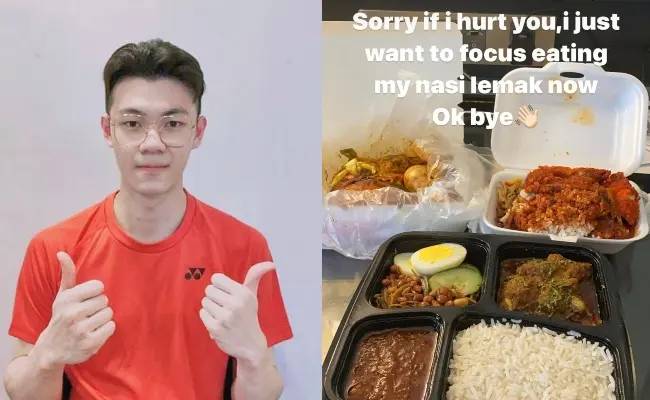 Sorry if i hurt you,i just
want to focus eating
my nasi lemak now
Ok bye👋🏻